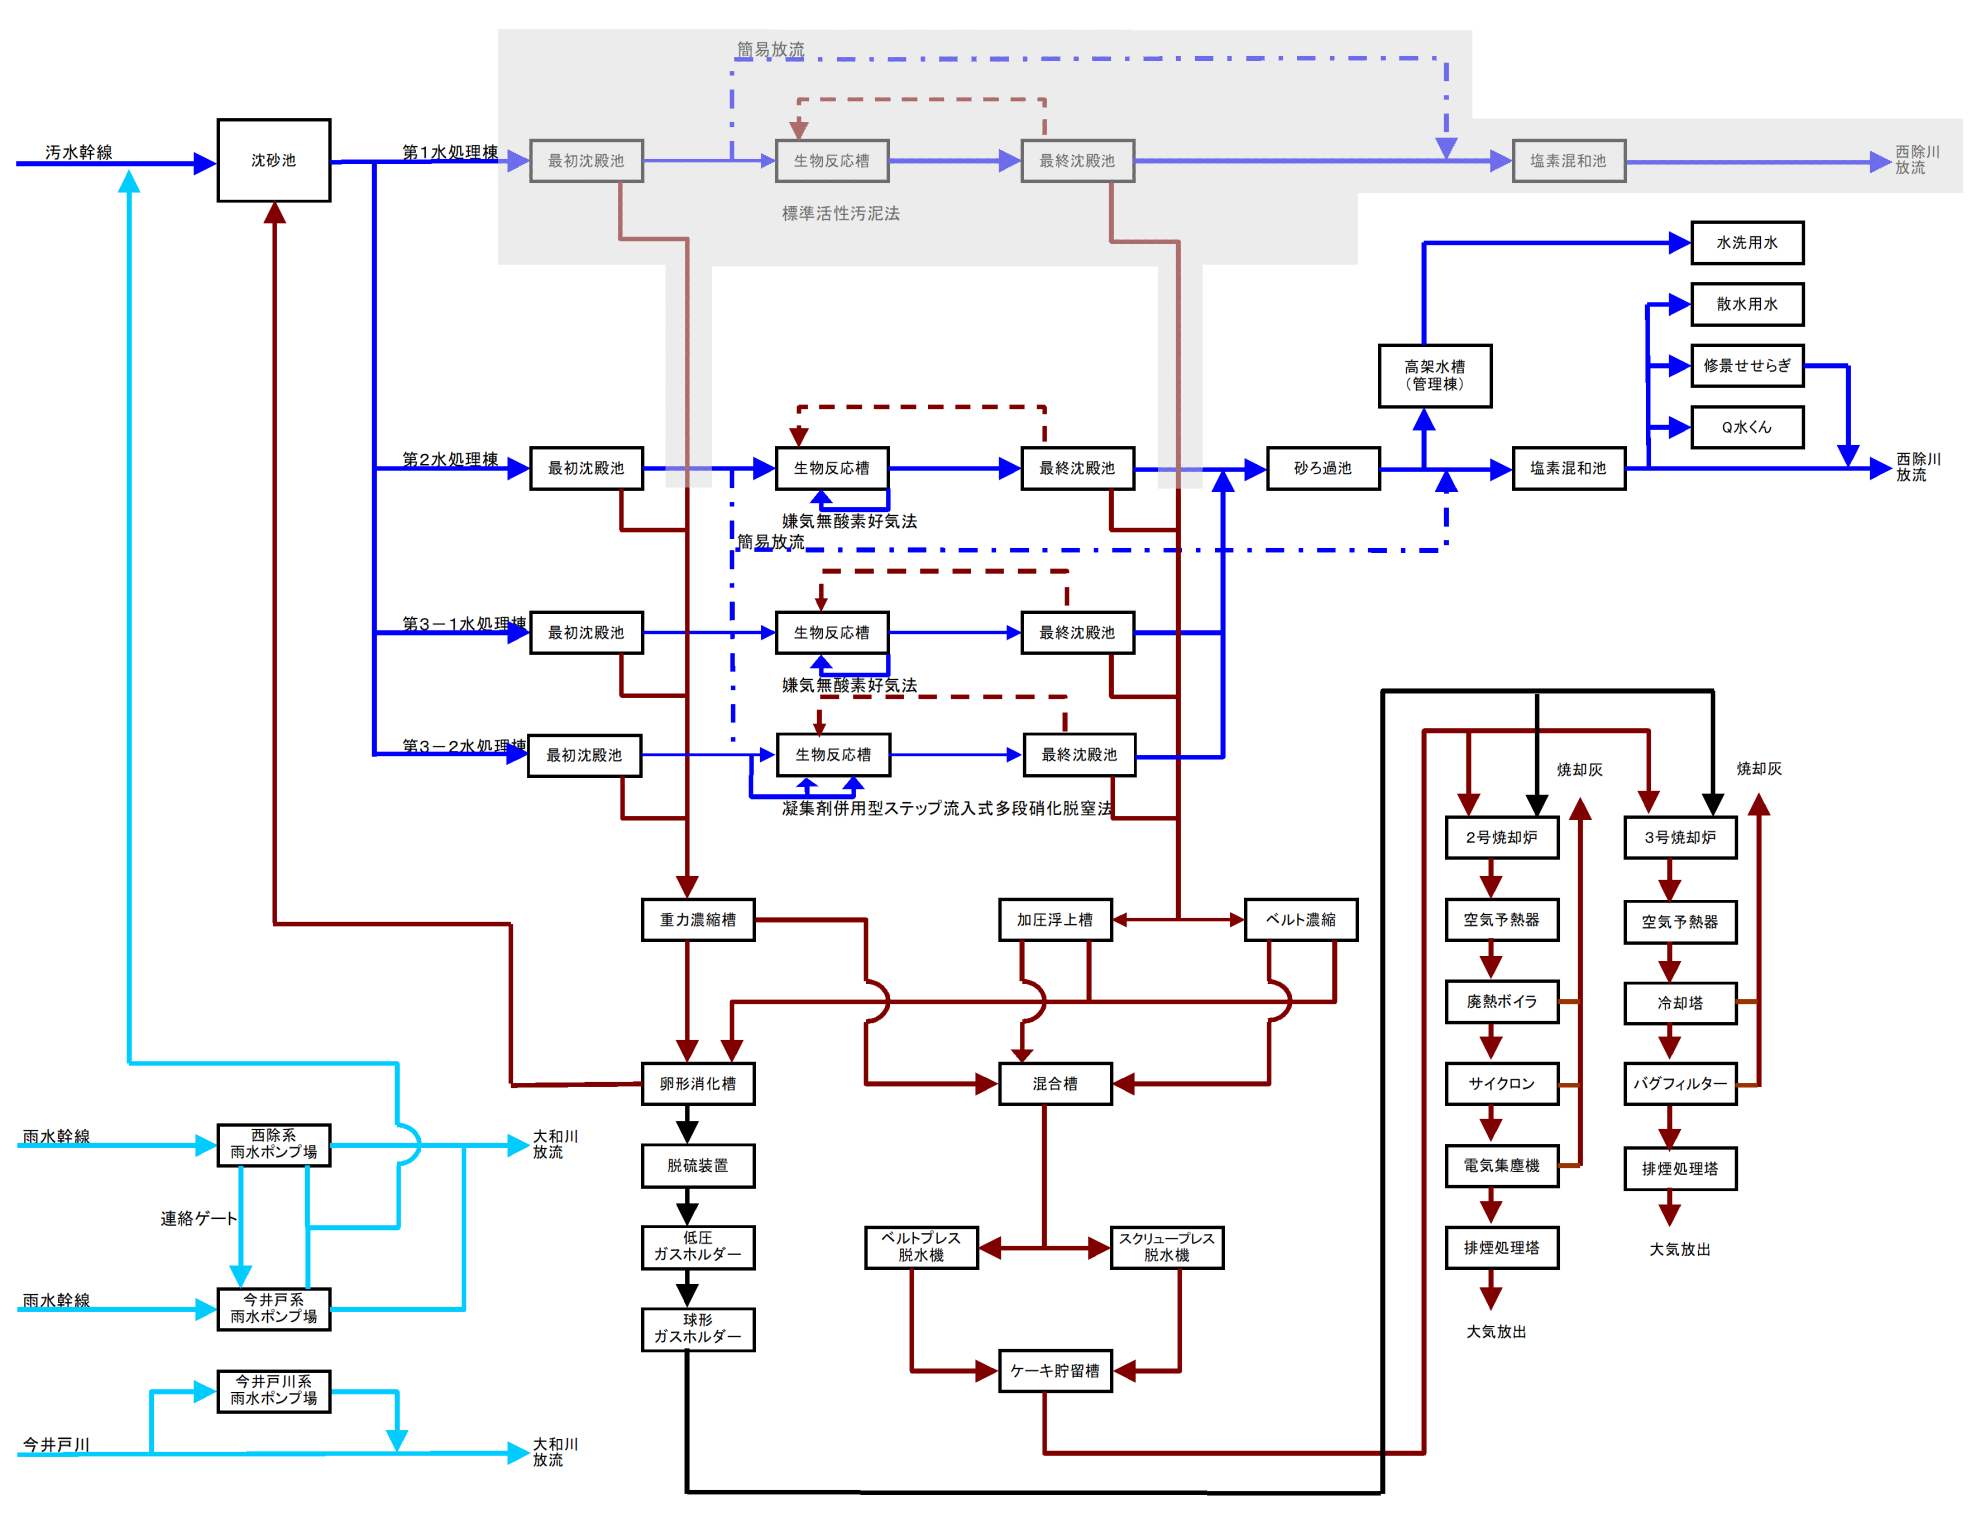 簡易放流
汚水幹線
沈砂池
第1水処理棟
最初沈殿池
生物反応槽
最終沈殿池
塩素混和池
西除川
放流
標準活性汚泥法
水洗用水
散水用水
高架水槽
（管理棟）
修景せせらぎ
Q水くん
第2水処理棟
最初沈殿池
生物反応槽
最終沈殿池
砂ろ過池
塩素混和池
西除川
放流
嫌気無酸素好気法
簡易放流
第3－1水処理棟
最初沈殿池
生物反応槽
最終沈殿池
嫌気無酸素好気法
第3－2水処理棟
最初沈殿池
生物反応槽
最終沈殿池
凝集剤併用型ステップ流入式多段硝化脱窒法
焼却灰
焼却灰
2号焼却炉
3号焼却炉
重力濃縮槽
加圧浮上槽
ベルト濃縮
空気予熱器
空気予熱器
廃熱ボイラ
冷却塔
卵形消化槽
混合槽
サイクロン
バグフィルター
雨水幹線
西除系
雨水ポンプ場
大和川
放流
脱硫装置
電気集塵機
排煙処理塔
連絡ゲート
低圧
ガスホルダー
ベルトプレス
脱水機
スクリュープレス
脱水機
排煙処理塔
大気放出
雨水幹線
今井戸系
雨水ポンプ場
球形
ガスホルダー
大気放出
今井戸川系
雨水ポンプ場
ケーキ貯留槽
今井戸川
大和川
放流